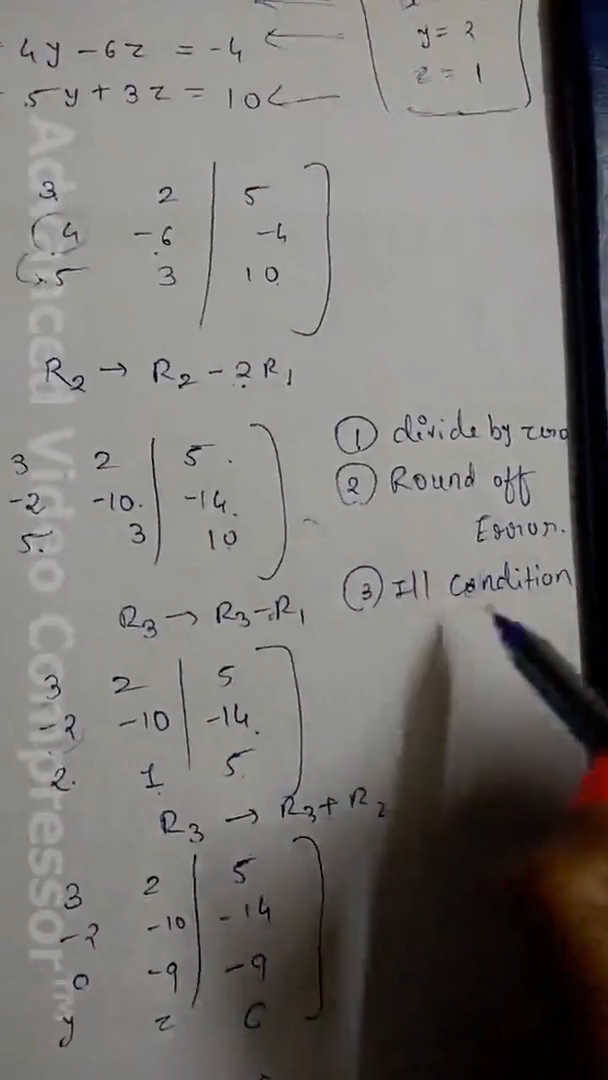 y = 2
4y - 6z = -4
z = 1
5y + 3z = 10
3 2 | 5
4 -6 | -4
5 3 | 10
R2 → R2 - 2R1
3 2 | 5
-2 -10 | -14
5 3 | 10
① divide by zero
② Round off
Error.
③ Ill condition
R3 → R3 - R1
3 2 | 5
-2 -10 | -14
2 1 | 5
R3 → R3 + R2
3 2 | 5
-2 -10 | -14
0 -9 | -9
y z C
Advanced Video Compressor™